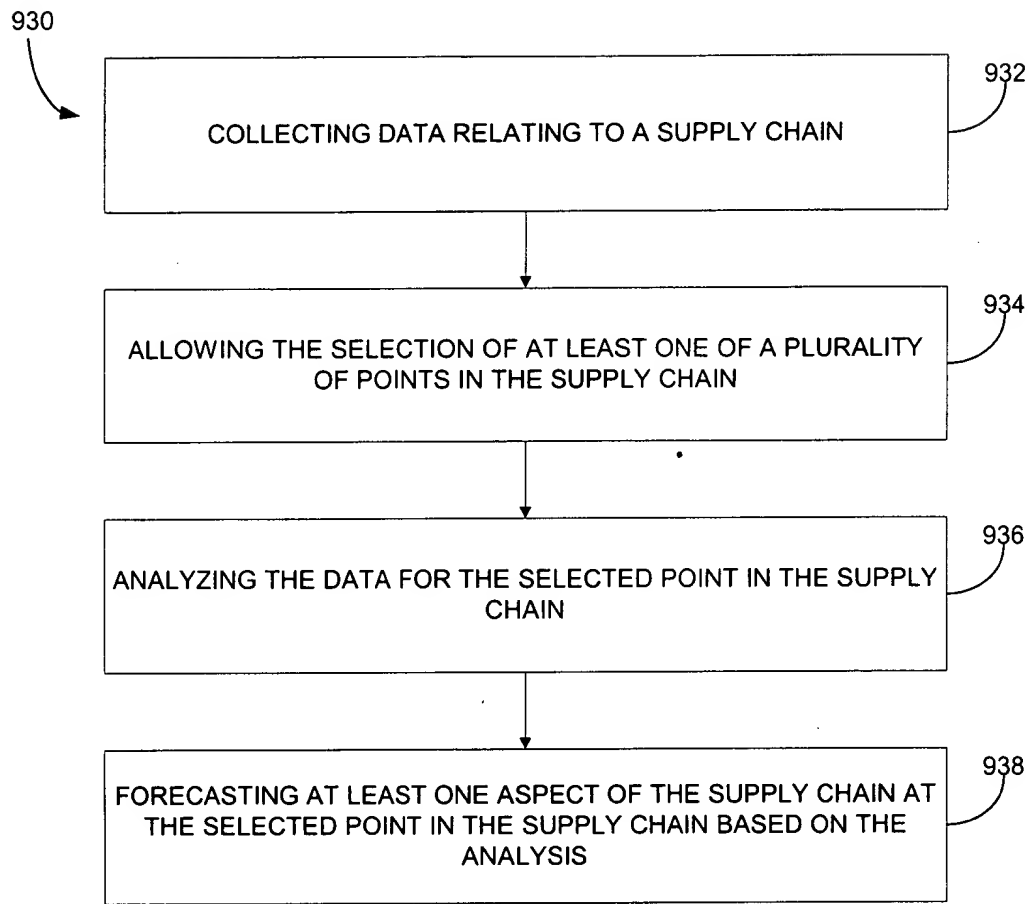 930
932
COLLECTING DATA RELATING TO A SUPPLY CHAIN
934
ALLOWING THE SELECTION OF AT LEAST ONE OF A PLURALITY
OF POINTS IN THE SUPPLY CHAIN
936
ANALYZING THE DATA FOR THE SELECTED POINT IN THE SUPPLY
CHAIN
938
FORECASTING AT LEAST ONE ASPECT OF THE SUPPLY CHAIN AT
THE SELECTED POINT IN THE SUPPLY CHAIN BASED ON THE
ANALYSIS